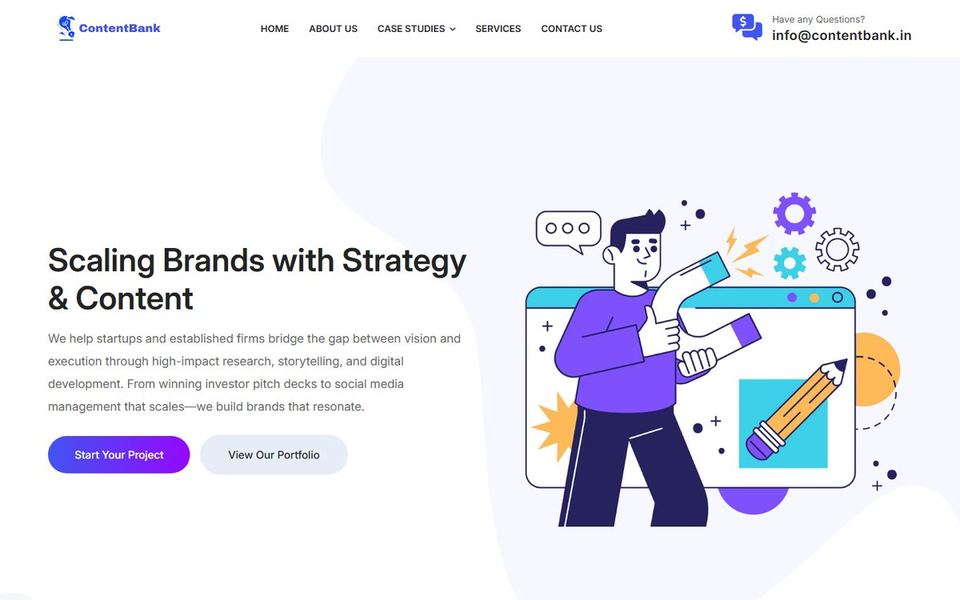 ContentBank
HOME
ABOUT US
CASE STUDIES
SERVICES
CONTACT US
Have any Questions?
info@contentbank.in
Scaling Brands with Strategy
& Content
We help startups and established firms bridge the gap between vision and
execution through high-impact research, storytelling, and digital
development. From winning investor pitch decks to social media
management that scales—we build brands that resonate.
Start Your Project
View Our Portfolio